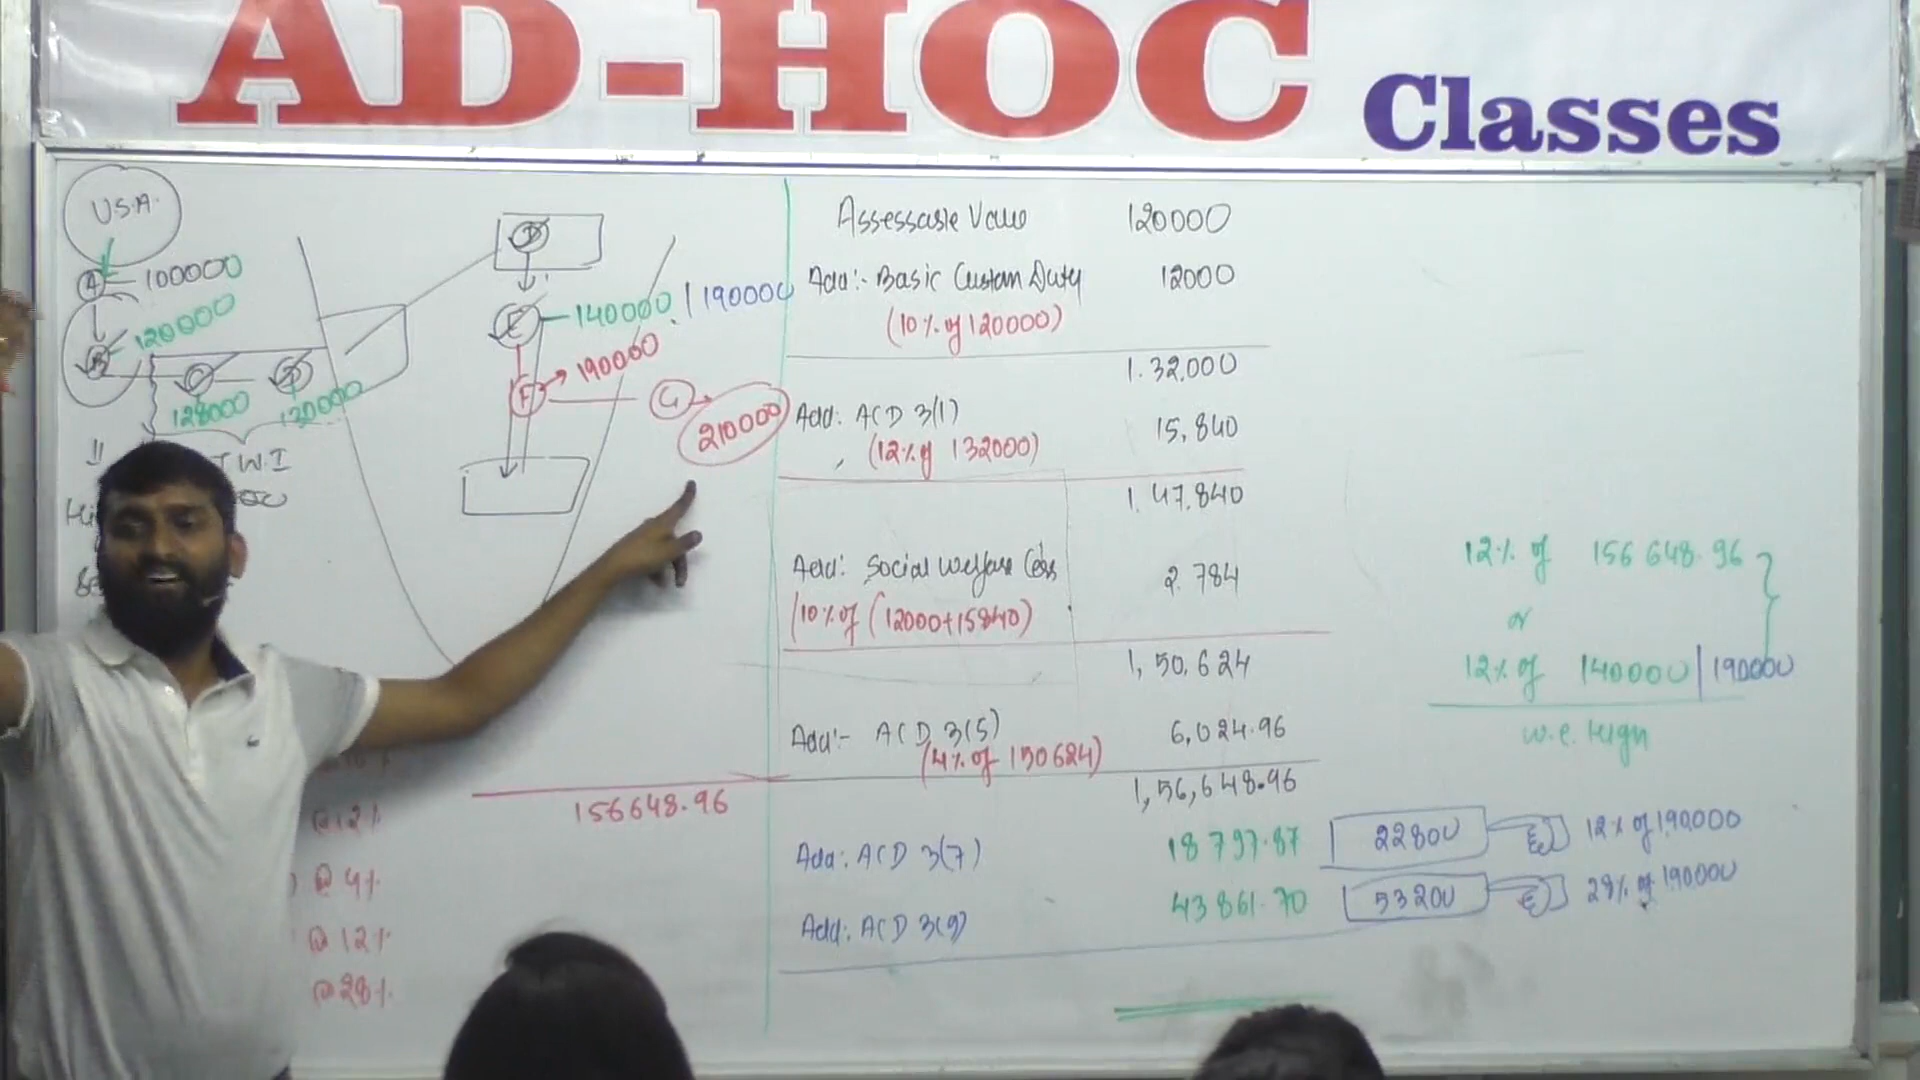 AD-HOC Classes
U.S.A.
A 100000
B 120000
C 128000
D 130000
D
E 140000 | 190000
F → 190000
G 210000
@ 12%
@ 4%
@ 12%
@ 28%
156648.96
Assessable Value 120000
Add:- Basic Custom Duty 12000
(10% of 120000)
1.32,000
Add: ACD 3(1) 15,840
(12% of 132000)
1,47,840
Add: Social Welfare Cess 2.784
(10% of (12000+15840)
1,50,624
Add:- ACD 3(5) 6,024.96
(4% of 150624)
1,56,648.96
Add: ACD 3(7) 18797.87 22800 12% of 190,000
Add: ACD 3(9) 43861.70 53200 28% of 190000
12% of 156648.96
or
12% of 140000 | 190000
w.e. High